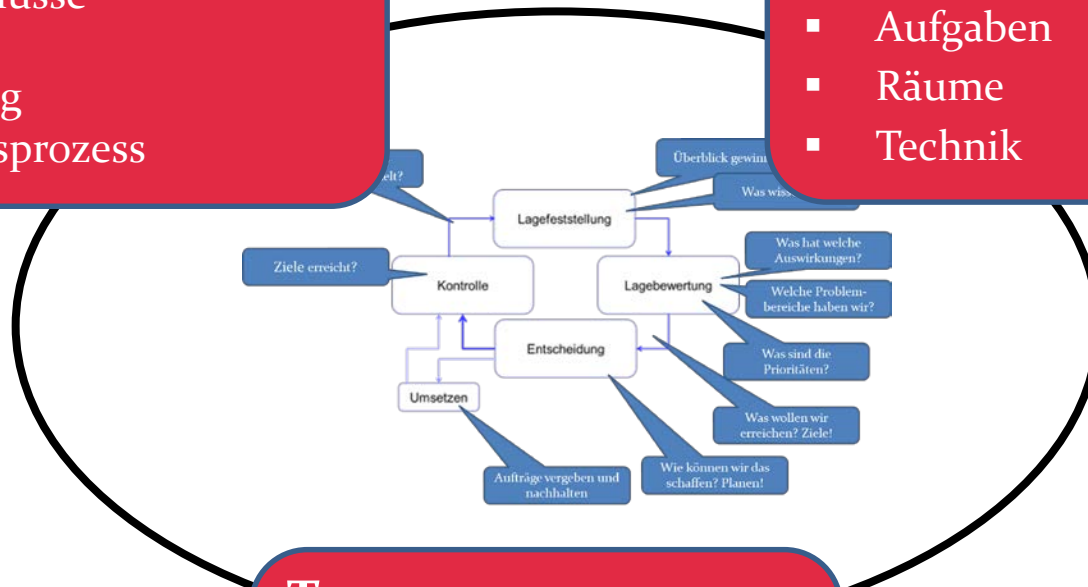 Aufgaben
Räume
Technik
Überblick
Lagefeststellung
Was
Was hat welche
Auswirkungen?
Ziele erreicht?
Kontrolle
Lagebewertung
Welche Problem-
bereiche haben wir?
Entscheidung
Was sind die
Prioritäten?
Umsetzen
Was wollen wir
erreichen? Ziele!
Wie können wir das
schaffen? Planen!
Aufträge vergeben und
nachhalten